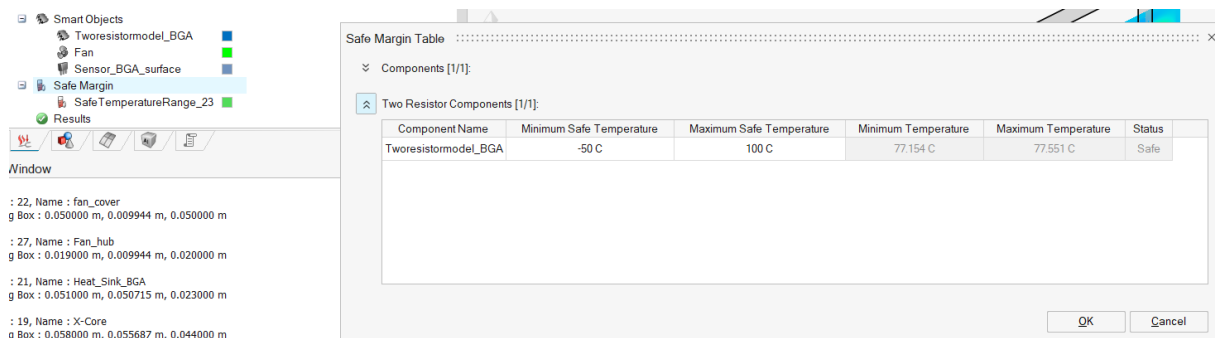 Smart Objects
Tworesistormodel_BGA
Fan
Sensor_BGA_surface
Safe Margin
SafeTemperatureRange_23
Results
Window
: 22, Name : fan_cover
g Box : 0.050000 m, 0.009944 m, 0.050000 m
: 27, Name : Fan_hub
g Box : 0.019000 m, 0.009944 m, 0.020000 m
: 21, Name : Heat_Sink_BGA
g Box : 0.051000 m, 0.050715 m, 0.023000 m
: 19, Name : X-Core
g Box : 0.058000 m, 0.055687 m, 0.044000 m
Safe Margin Table
Components [1/1]:
Two Resistor Components [1/1]:
Component Name Minimum Safe Temperature Maximum Safe Temperature Minimum Temperature Maximum Temperature Status
Tworesistormodel_BGA -50 C 100 C 77.154 C 77.551 C Safe
OK Cancel